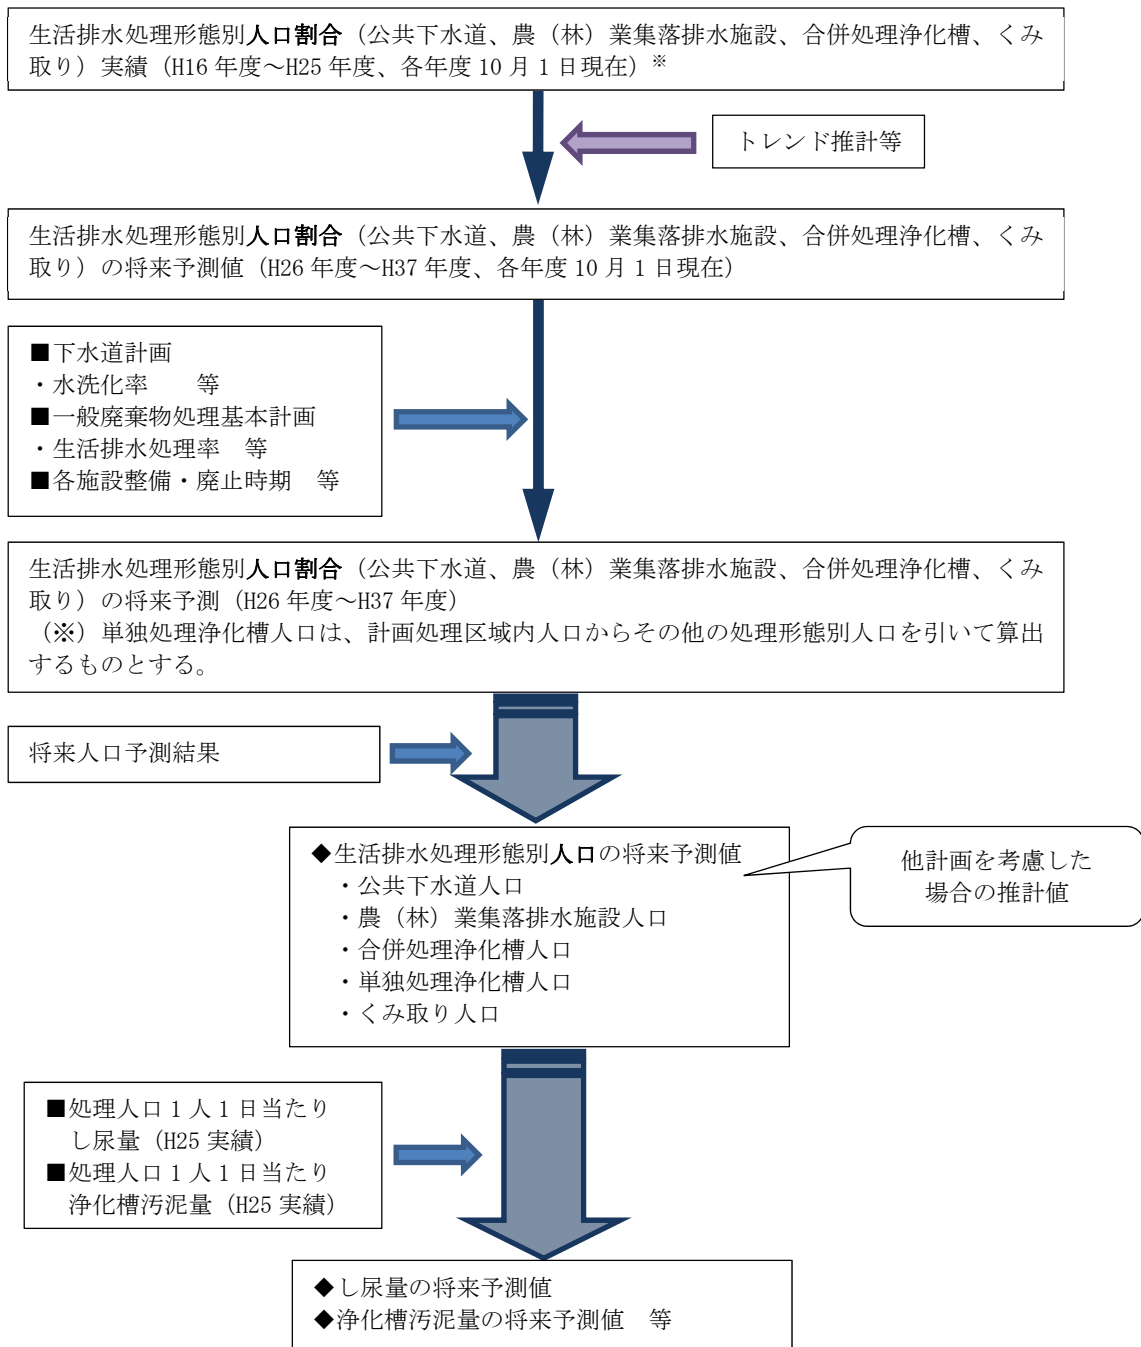 生活排水処理形態別人口割合（公共下水道、農（林）業集落排水施設、合併処理浄化槽、くみ
取り）実績（H16 年度～H25 年度、各年度 10 月 1 日現在）※
トレンド推計等
生活排水処理形態別人口割合（公共下水道、農（林）業集落排水施設、合併処理浄化槽、くみ
取り）の将来予測値（H26 年度～H37 年度、各年度 10 月 1 日現在）
■下水道計画
・水洗化率　　等
■一般廃棄物処理基本計画
・生活排水処理率　等
■各施設整備・廃止時期　等
生活排水処理形態別人口割合（公共下水道、農（林）業集落排水施設、合併処理浄化槽、くみ
取り）の将来予測（H26 年度～H37 年度）
（※）単独処理浄化槽人口は、計画処理区域内人口からその他の処理形態別人口を引いて算出
するものとする。
将来人口予測結果
◆生活排水処理形態別人口の将来予測値
・公共下水道人口
・農（林）業集落排水施設人口
・合併処理浄化槽人口
・単独処理浄化槽人口
・くみ取り人口
他計画を考慮した
場合の推計値
■処理人口 1 人 1 日当たり
し尿量（H25 実績）
■処理人口 1 人 1 日当たり
浄化槽汚泥量（H25 実績）
◆し尿量の将来予測値
◆浄化槽汚泥量の将来予測値　等